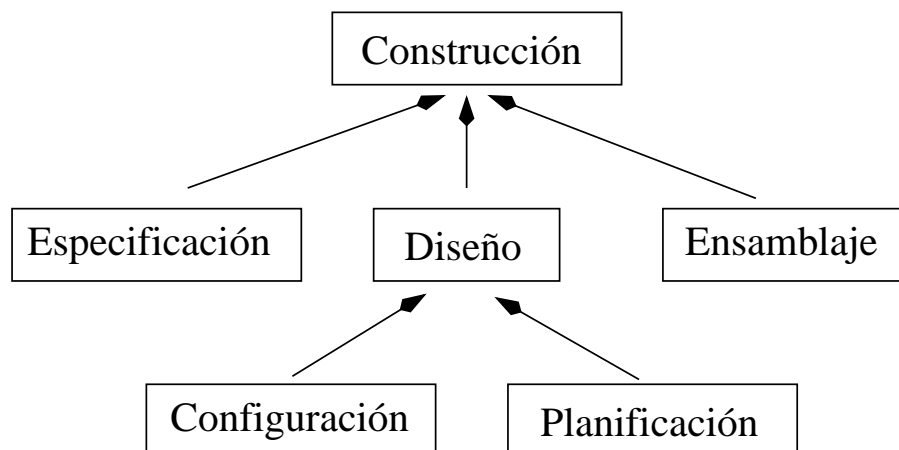 Construcción
Especificación
Diseño
Ensamblaje
Configuración
Planificación